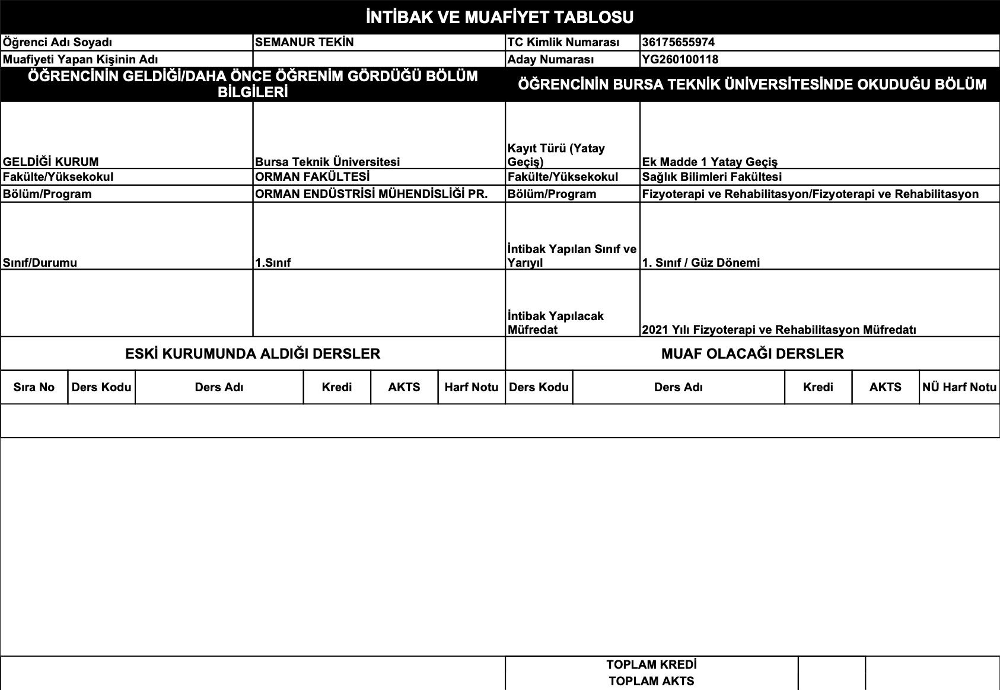 İNTİBAK VE MUAFİYET TABLOSU
Öğrenci Adı Soyadı SEMANUR TEKİN TC Kimlik Numarası 36175655974
Muafiyeti Yapan Kişinin Adı Aday Numarası YG260100118
ÖĞRENCİNİN GELDİĞİ/DAHA ÖNCE ÖĞRENİM GÖRDÜĞÜ BÖLÜM
BİLGİLERİ
ÖĞRENCİNİN BURSA TEKNİK ÜNİVERSİTESİNDE OKUDUĞU BÖLÜM
GELDİĞİ KURUM Bursa Teknik Üniversitesi
Kayıt Türü (Yatay
Geçiş) Ek Madde 1 Yatay Geçiş
Fakülte/Yüksekokul ORMAN FAKÜLTESİ Fakülte/Yüksekokul Sağlık Bilimleri Fakültesi
Bölüm/Program ORMAN ENDÜSTRİSİ MÜHENDİSLİĞİ PR. Bölüm/Program Fizyoterapi ve Rehabilitasyon/Fizyoterapi ve Rehabilitasyon
Sınıf/Durumu 1.Sınıf
İntibak Yapılan Sınıf ve
Yarıyıl 1. Sınıf / Güz Dönemi
İntibak Yapılacak
Müfredat 2021 Yılı Fizyoterapi ve Rehabilitasyon Müfredatı
ESKİ KURUMUNDA ALDIĞI DERSLER MUAF OLACAĞI DERSLER
Sıra No Ders Kodu Ders Adı Kredi AKTS Harf Notu Ders Kodu Ders Adı Kredi AKTS NÜ Harf Notu
TOPLAM KREDİ
TOPLAM AKTS